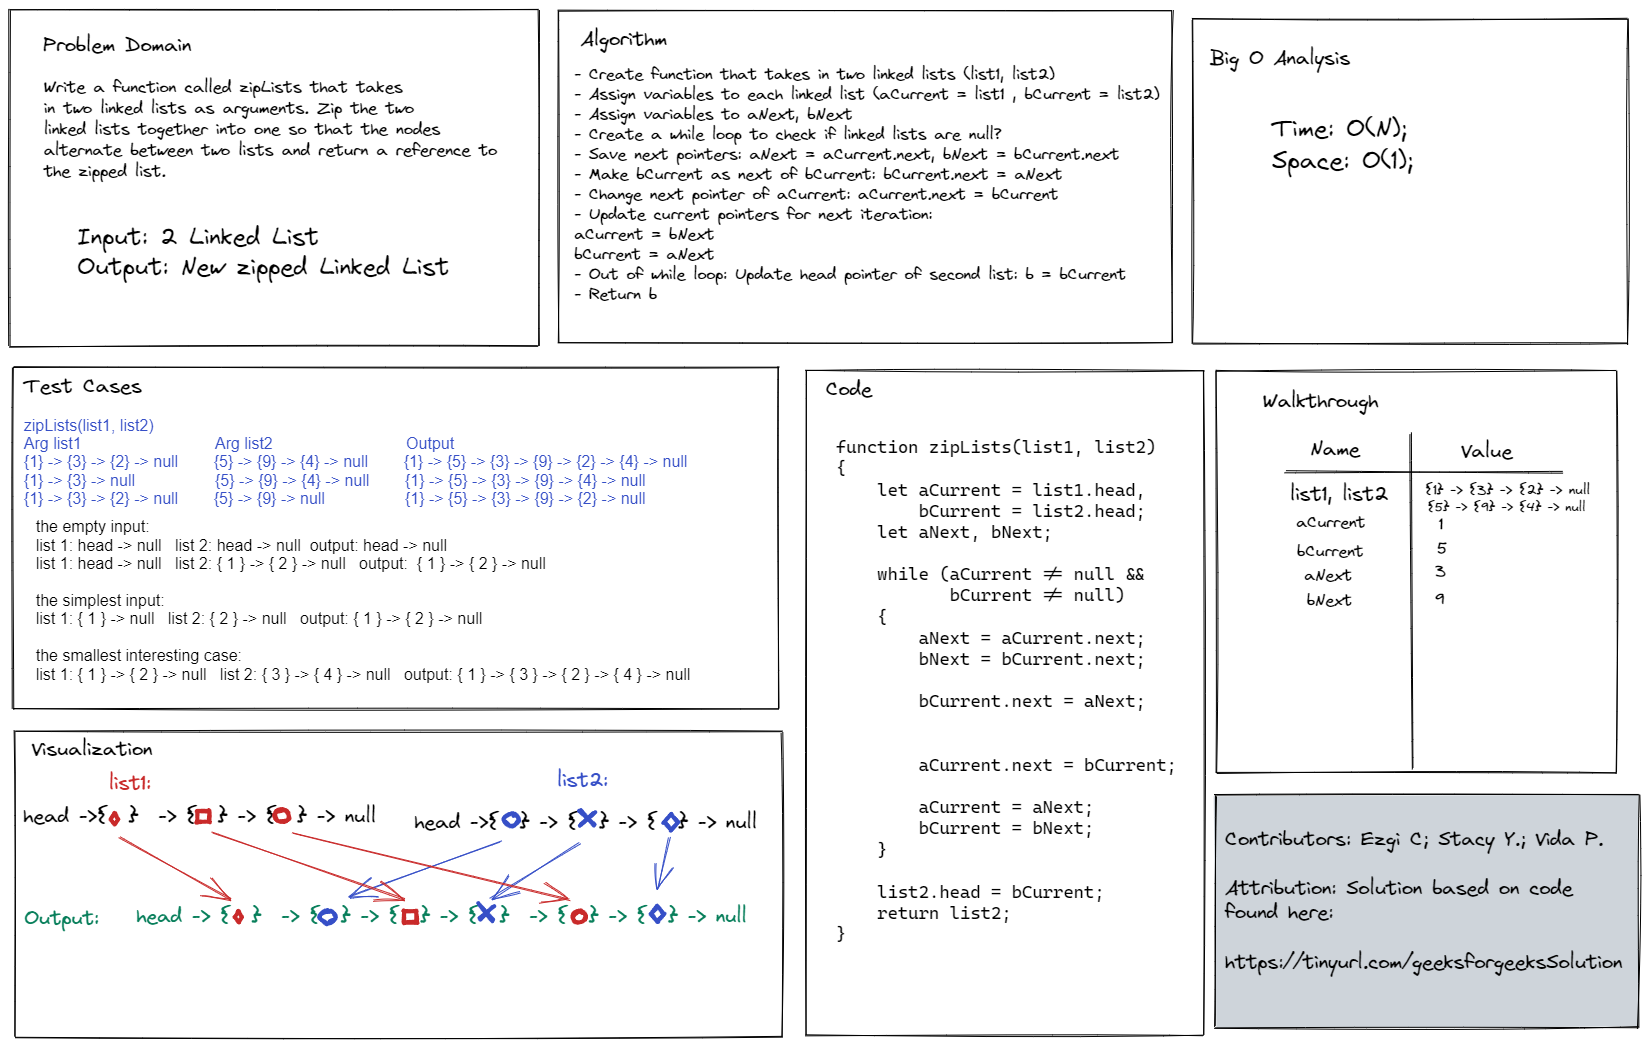 Problem Domain
Write a function called zipLists that takes
in two linked lists as arguments. Zip the two
linked lists together into one so that the nodes
alternate between two lists and return a reference to
the zipped list.
Input: 2 Linked List
Output: New zipped Linked List
Algorithm
- Create function that takes in two linked lists (list1, list2)
- Assign variables to each linked list (aCurrent = list1 , bCurrent = list2)
- Assign variables to aNext, bNext
- Create a while loop to check if linked lists are null?
- Save next pointers: aNext = aCurrent.next, bNext = bCurrent.next
- Make bCurrent as next of bCurrent: bCurrent.next = aNext
- Change next pointer of aCurrent: aCurrent.next = bCurrent
- Update current pointers for next iteration:
aCurrent = bNext
bCurrent = aNext
- Out of while loop: Update head pointer of second list: b = bCurrent
- Return b
Big O Analysis
Time: O(N);
Space: O(1);
Test Cases
zipLists(list1, list2)
Arg list1 Arg list2 Output
{1} -> {3} -> {2} -> null {5} -> {9} -> {4} -> null {1} -> {5} -> {3} -> {9} -> {2} -> {4} -> null
{1} -> {3} -> null {5} -> {9} -> {4} -> null {1} -> {5} -> {3} -> {9} -> {4} -> null
{1} -> {3} -> {2} -> null {5} -> {9} -> null {1} -> {5} -> {3} -> {9} -> {2} -> null
the empty input:
list 1: head -> null list 2: head -> null output: head -> null
list 1: head -> null list 2: { 1 } -> { 2 } -> null output: { 1 } -> { 2 } -> null
the simplest input:
list 1: { 1 } -> null list 2: { 2 } -> null output: { 1 } -> { 2 } -> null
the smallest interesting case:
list 1: { 1 } -> { 2 } -> null list 2: { 3 } -> { 4 } -> null output: { 1 } -> { 3 } -> { 2 } -> { 4 } -> null
Code
function zipLists(list1, list2)
{
let aCurrent = list1.head,
bCurrent = list2.head;
let aNext, bNext;
while (aCurrent ≠ null &&
bCurrent ≠ null)
{
aNext = aCurrent.next;
bNext = bCurrent.next;
bCurrent.next = aNext;
aCurrent.next = bCurrent;
aCurrent = aNext;
bCurrent = bNext;
}
list2.head = bCurrent;
return list2;
}
Walkthrough
Name Value
list1, list2 {1} -> {3} -> {2} -> null
{5} -> {9} -> {4} -> null
aCurrent 1
bCurrent 5
aNext 3
bNext 9
Visualization
list1: list2:
head ->{ } -> { } -> { } -> null head ->{ } -> { } -> { } -> null
Output: head -> { } -> { } -> { } -> { } -> { } -> { } -> null
Contributors: Ezgi C; Stacy Y.; Vida P.
Attribution: Solution based on code
found here:
https://tinyurl.com/geeksforgeeksSolution